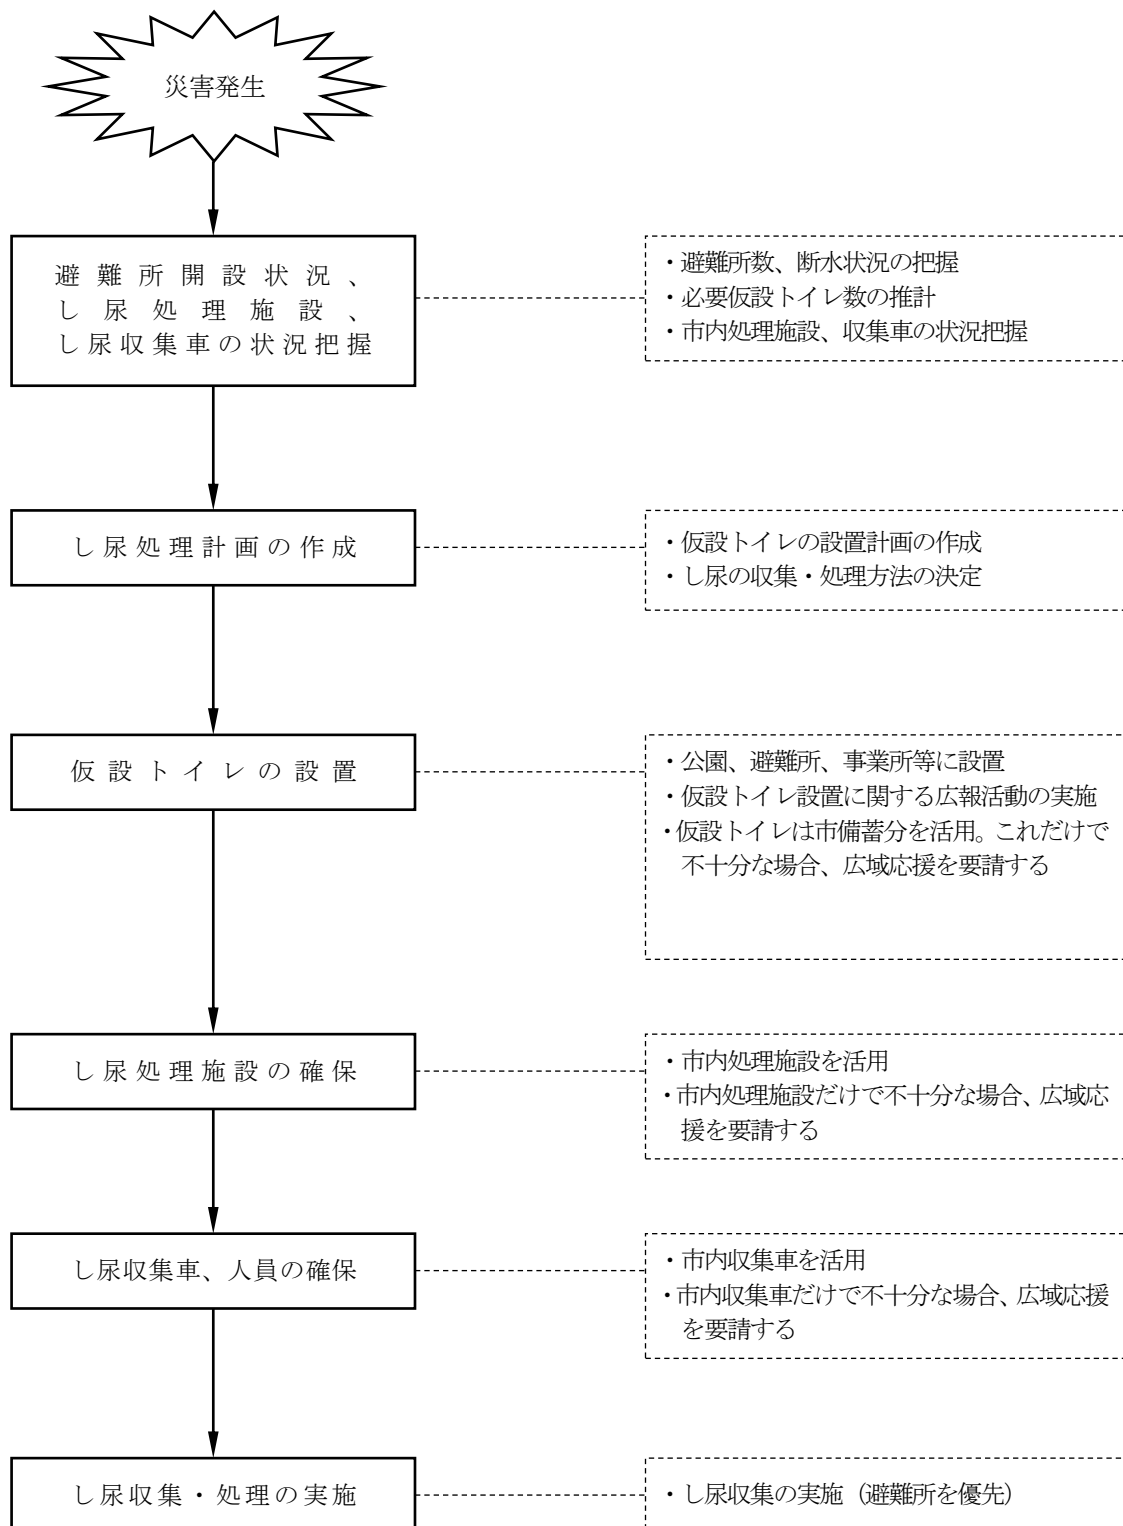 災害発生
避難所開設状況、
し尿処理施設、
し尿収集車の状況把握
・避難所数、断水状況の把握
・必要仮設トイレ数の推計
・市内処理施設、収集車の状況把握
し尿処理計画の作成
・仮設トイレの設置計画の作成
・し尿の収集・処理方法の決定
仮設トイレの設置
・公園、避難所、事業所等に設置
・仮設トイレ設置に関する広報活動の実施
・仮設トイレは市備蓄分を活用。これだけで
不十分な場合、広域応援を要請する
し尿処理施設の確保
・市内処理施設を活用
・市内処理施設だけで不十分な場合、広域応
援を要請する
し尿収集車、人員の確保
・市内収集車を活用
・市内収集車だけで不十分な場合、広域応援
を要請する
し尿収集・処理の実施
・し尿収集の実施（避難所を優先）